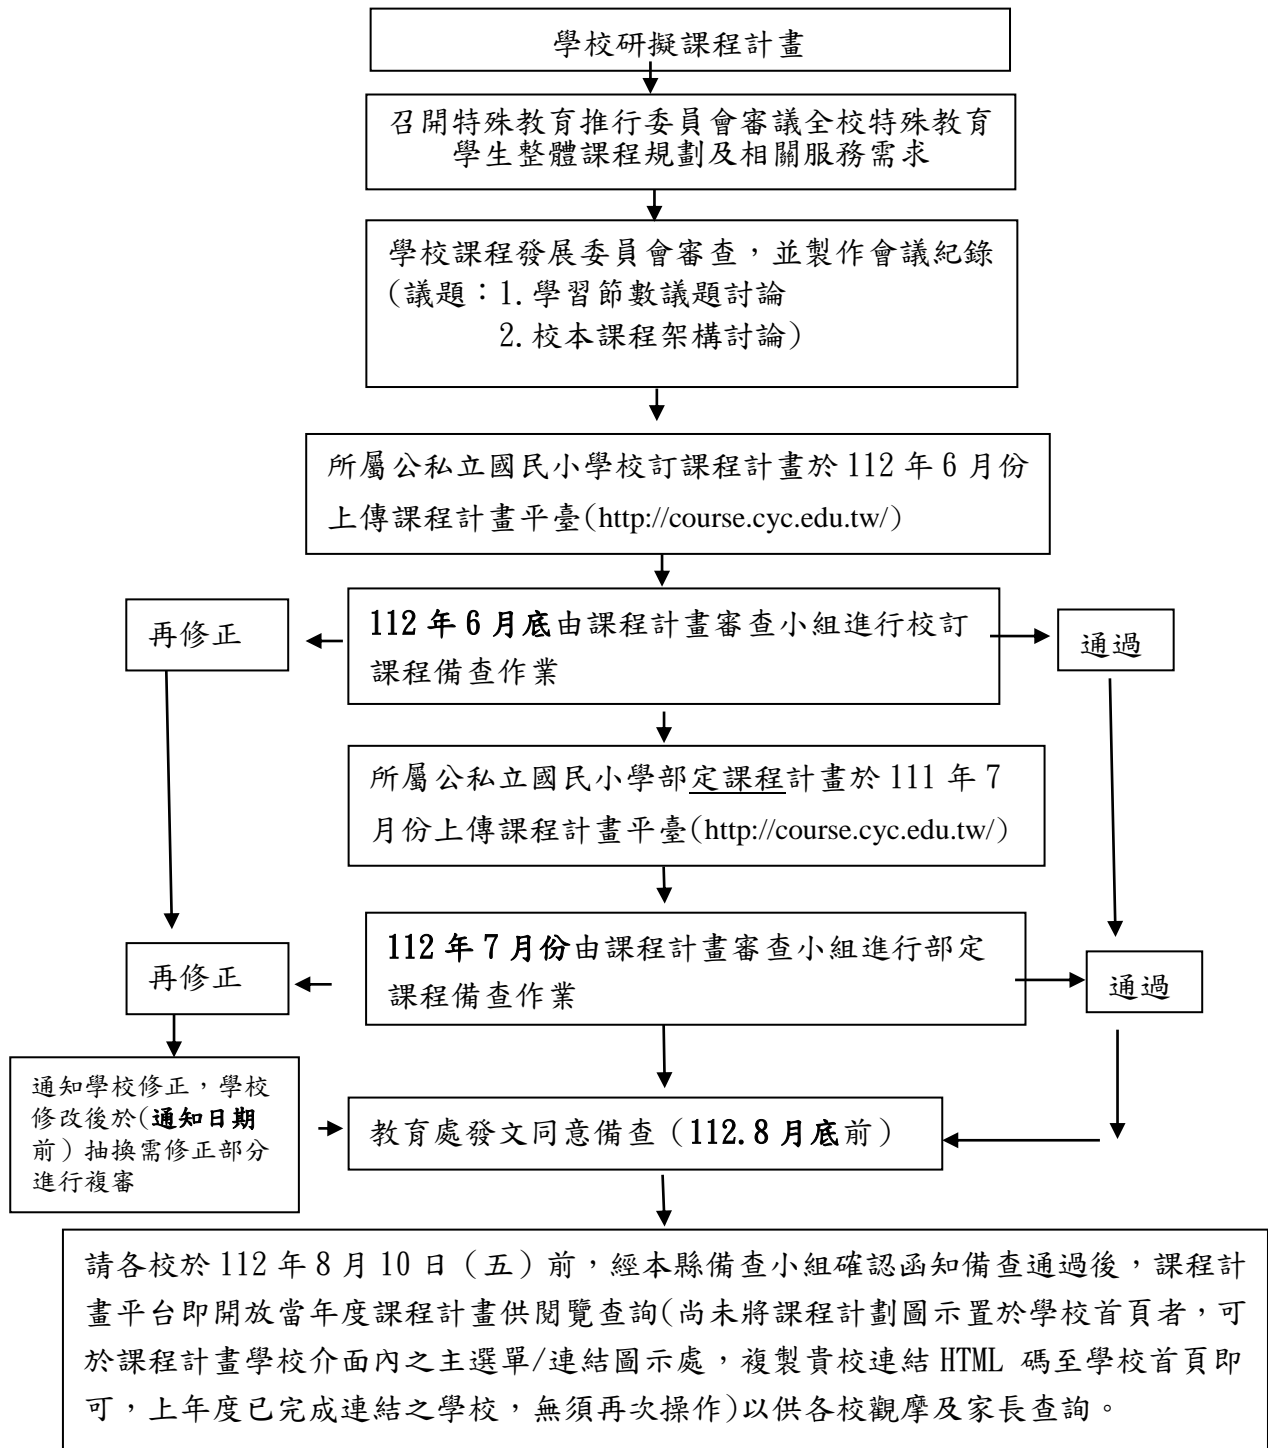 學校研擬課程計畫
召開特殊教育推行委員會審議全校特殊教育
學生整體課程規劃及相關服務需求
學校課程發展委員會審查，並製作會議紀錄
(議題：1.學習節數議題討論
2.校本課程架構討論)
所屬公私立國民小學校訂課程計畫於 112 年 6 月份
上傳課程計畫平臺(http://course.cyc.edu.tw/)
再修正
112 年 6 月底由課程計畫審查小組進行校訂
課程備查作業
通過
所屬公私立國民小學部定課程計畫於 111 年 7
月份上傳課程計畫平臺(http://course.cyc.edu.tw/)
再修正
112 年 7 月份由課程計畫審查小組進行部定
課程備查作業
通過
通知學校修正，學校
修改後於(通知日期
前)抽換需修正部分
進行複審
教育處發文同意備查（112.8 月底前）
請各校於 112 年 8 月 10 日（五）前，經本縣備查小組確認函知備查通過後，課程計
畫平台即開放當年度課程計畫供閱覽查詢(尚未將課程計劃圖示置於學校首頁者，可
於課程計畫學校介面內之主選單/連結圖示處，複製貴校連結 HTML 碼至學校首頁即
可，上年度已完成連結之學校，無須再次操作)以供各校觀摩及家長查詢。